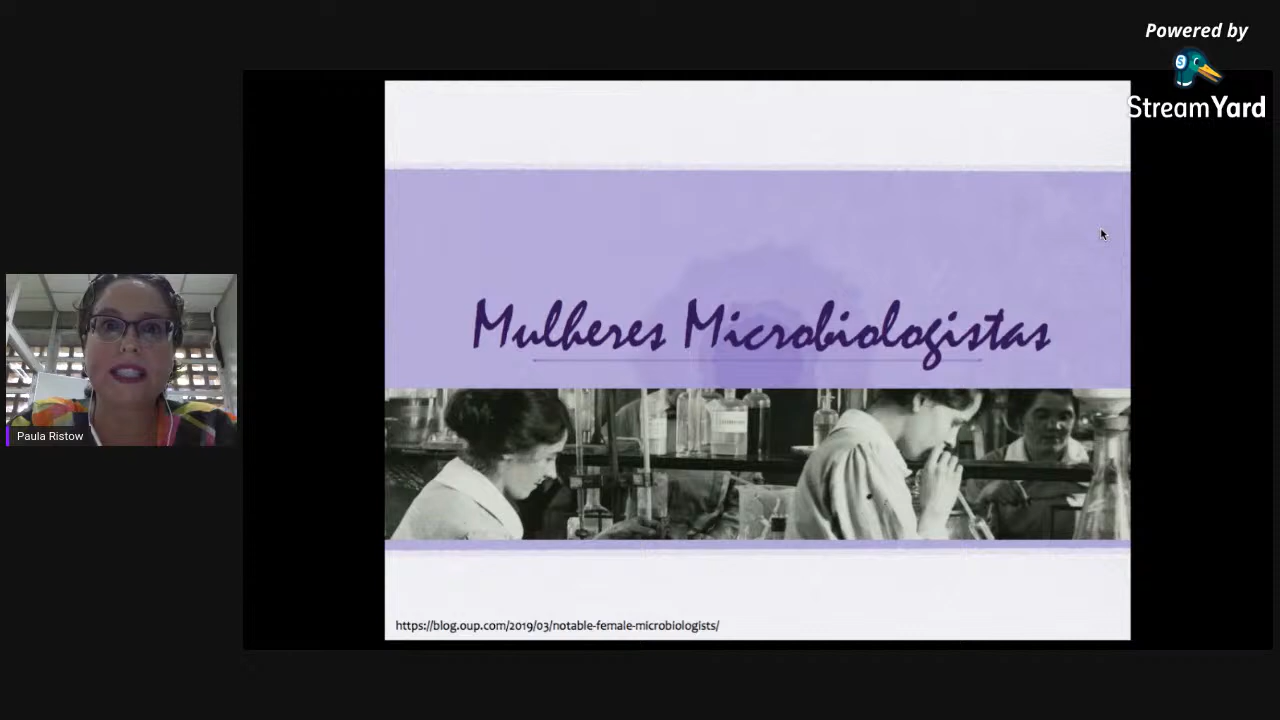 Powered by
StreamYard
Mulheres Microbiologistas
Paula Ristow
https://blog.oup.com/2019/03/notable-female-microbiologists/